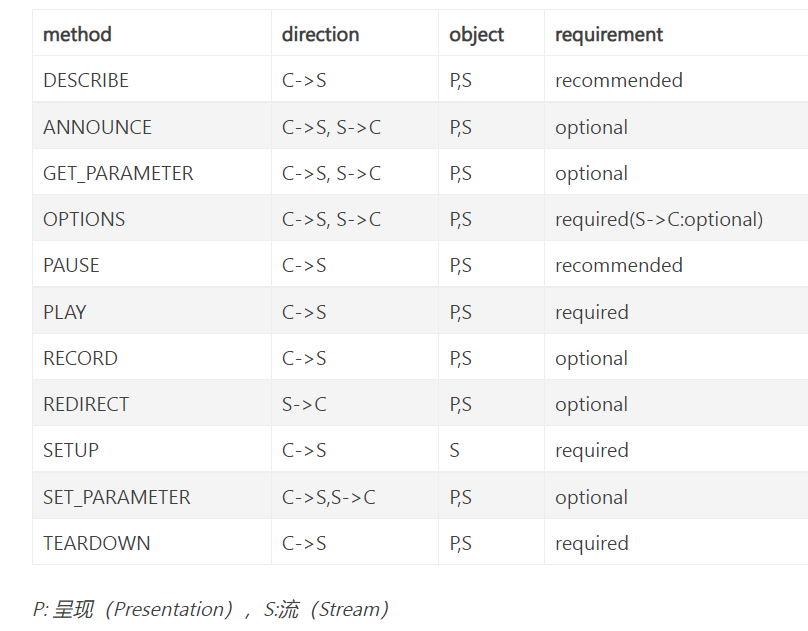 method direction object requirement
DESCRIBE C->S P,S recommended
ANNOUNCE C->S, S->C P,S optional
GET_PARAMETER C->S, S->C P,S optional
OPTIONS C->S, S->C P,S required(S->C:optional)
PAUSE C->S P,S recommended
PLAY C->S P,S required
RECORD C->S P,S optional
REDIRECT S->C P,S optional
SETUP C->S S required
SET_PARAMETER C->S,S->C P,S optional
TEARDOWN C->S P,S required
P: 呈现（Presentation），S:流（Stream）